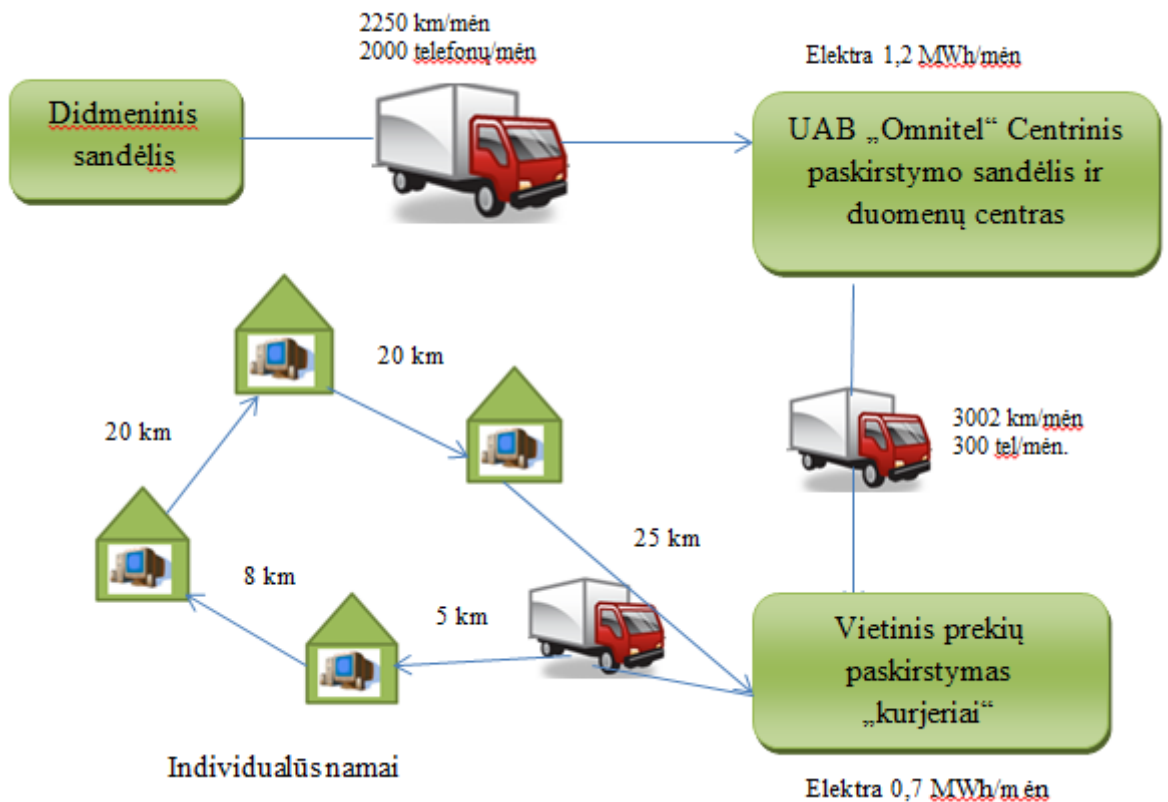 2250 km/mėn
2000 telefonų/mėn
Elektra 1,2 MWh/mėn
Didmeninis
sandėlis
UAB „Omnitel“ Centrinis
paskirstymo sandėlis ir
duomenų centras
20 km
20 km
3002 km/mėn
300 tel/mėn.
25 km
8 km
5 km
Vietinis prekių
paskirstymas
„kurjeriai“
Individualūs namai
Elektra 0,7 MWh/mėn